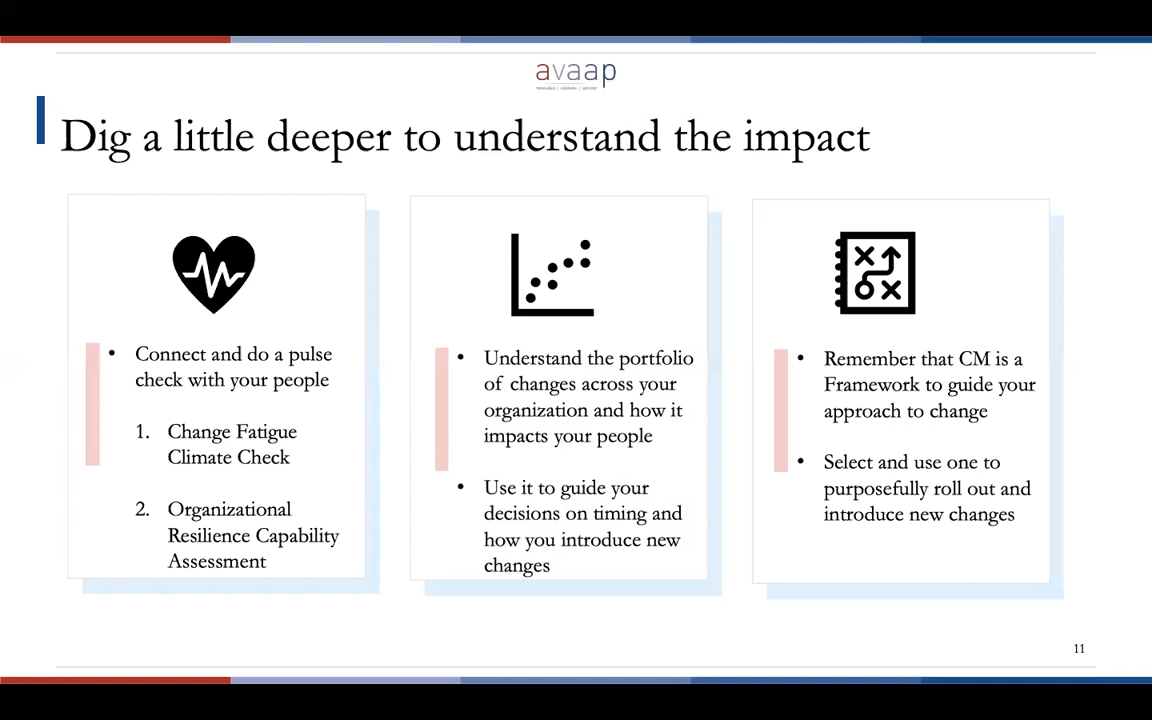 avaap
Dig a little deeper to understand the impact
• Connect and do a pulse
check with your people
1. Change Fatigue
Climate Check
2. Organizational
Resilience Capability
Assessment
• Understand the portfolio
of changes across your
organization and how it
impacts your people
• Use it to guide your
decisions on timing and
how you introduce new
changes
• Remember that CM is a
Framework to guide your
approach to change
• Select and use one to
purposefully roll out and
introduce new changes
11